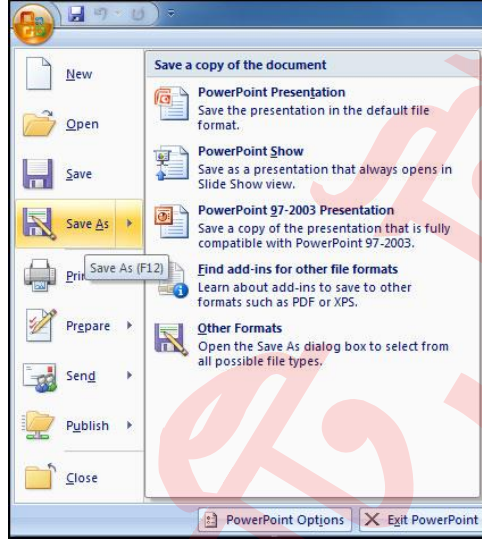 New
Open
Save
Save As
Save As (F12)
Prepare
Send
Publish
Close
Save a copy of the document
PowerPoint Presentation
Save the presentation in the default file
format.
PowerPoint Show
Save as a presentation that always opens in
Slide Show view.
PowerPoint 97-2003 Presentation
Save a copy of the presentation that is fully
compatible with PowerPoint 97-2003.
Find add-ins for other file formats
Learn about add-ins to save to other
formats such as PDF or XPS.
Other Formats
Open the Save As dialog box to select from
all possible file types.
PowerPoint Options
Exit PowerPoint